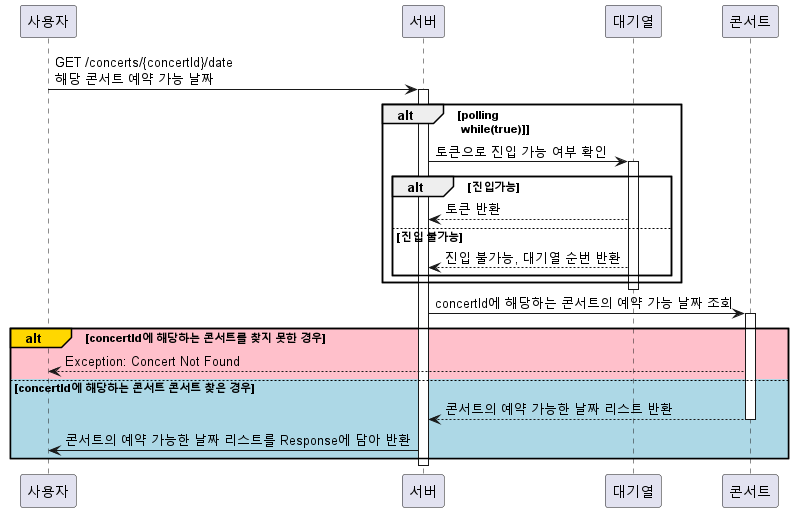 사용자
서버
대기열
콘서트
GET /concerts/{concertId}/date
해당 콘서트 예약 가능 날짜
alt
[polling
while(true)]]
토큰으로 진입 가능 여부 확인
alt
[진입가능]
토큰 반환
[진입 불가능]
진입 불가능, 대기열 순번 반환
concertId에 해당하는 콘서트의 예약 가능 날짜 조회
alt
[concertId에 해당하는 콘서트를 찾지 못한 경우]
Exception: Concert Not Found
[concertId에 해당하는 콘서트 콘서트 찾은 경우]
콘서트의 예약 가능한 날짜 리스트 반환
콘서트의 예약 가능한 날짜 리스트를 Response에 담아 반환
사용자
서버
대기열
콘서트